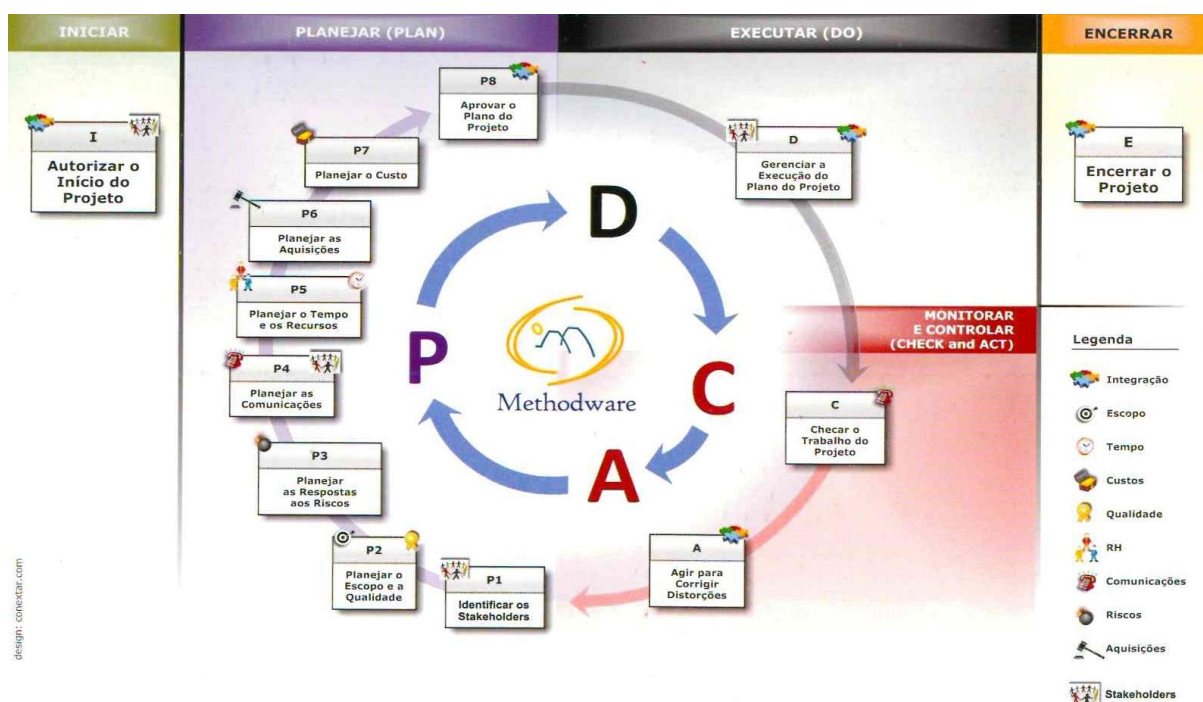 INICIAR
PLANEJAR (PLAN)
EXECUTAR (DO)
ENCERRAR
I
Autorizar o
Início do
Projeto
P8
Aprovar o
Plano do
Projeto
P7
Planejar o Custo
P6
Planejar as
Aquisições
P5
Planejar o Tempo
e os Recursos
P4
Planejar as
Comunicações
P3
Planejar
as Respostas
aos Riscos
P2
Planejar o
Escopo e a
Qualidade
P1
Identificar os
Stakeholders
D
Gerenciar a
Execução do
Plano do Projeto
MONITORAR
E CONTROLAR
(CHECK and ACT)
C
Checar o
Trabalho do
Projeto
A
Agir para
Corrigir
Distorções
P
D
C
A
Methodware
E
Encerrar o
Projeto
Legenda
Integração
Escopo
Tempo
Custos
Qualidade
RH
Comunicações
Riscos
Aquisições
Stakeholders
design: conextar.com